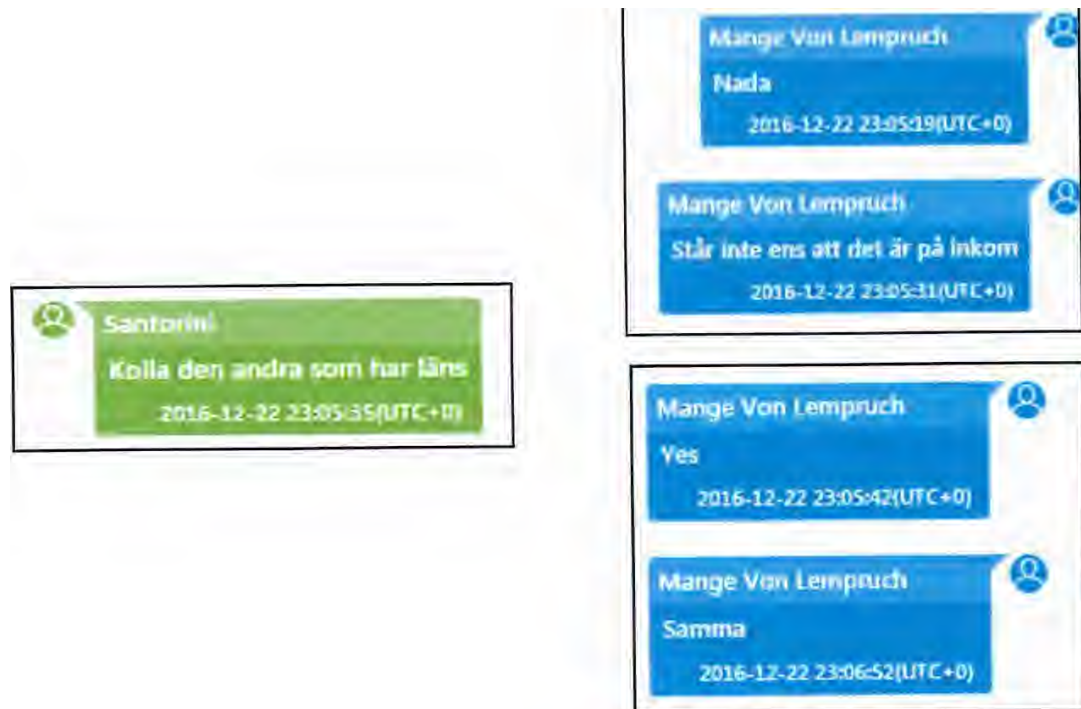 Mange Von Lempruch
Nada
2016-12-22 23:05:19(UTC+0)
Mange Von Lempruch
Står inte ens att det är på inkom
2016-12-22 23:05:31(UTC+0)
Santorini
Kolla den andra som har läns
2016-12-22 23:05:35(UTC+0)
Mange Von Lempruch
Yes
2016-12-22 23:05:42(UTC+0)
Mange Von Lempruch
Samma
2016-12-22 23:06:52(UTC+0)